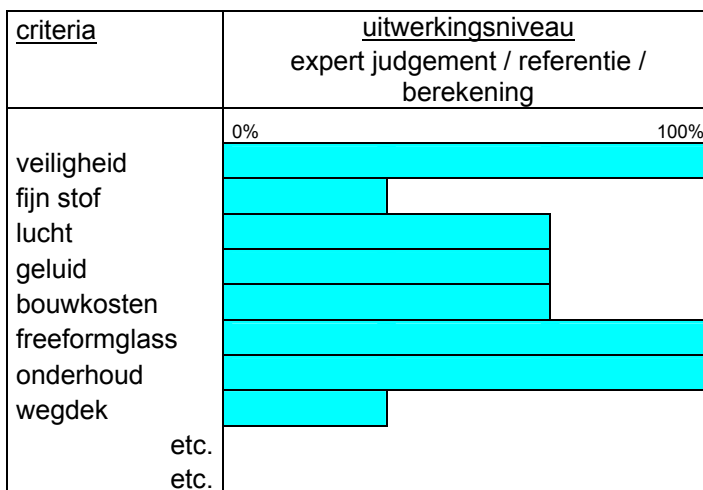 criteria
uitwerkingsniveau
expert judgement / referentie /
berekening
0% 100%
veiligheid
fijn stof
lucht
geluid
bouwkosten
freeformglass
onderhoud
wegdek
etc.
etc.